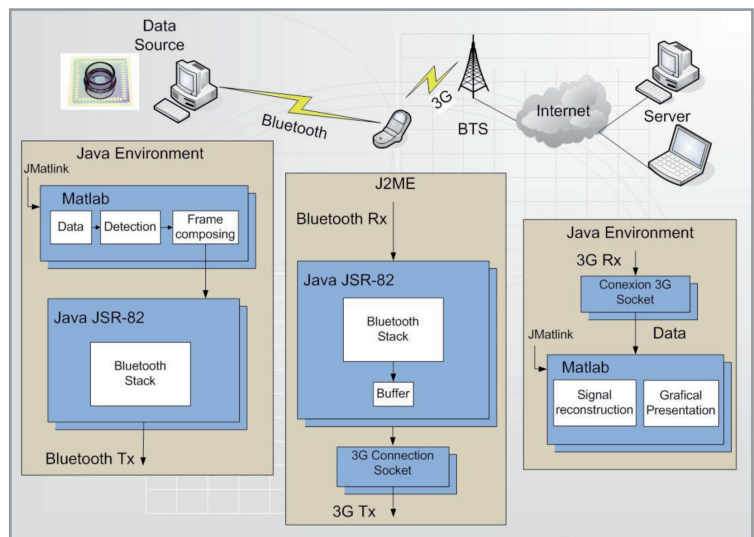 Data
Source
Bluetooth
3G
BTS
Internet
Server
Java Environment
JMatlink
Matlab
Data
Detection
Frame
composing
Java JSR-82
Bluetooth
Stack
Bluetooth Tx
J2ME
Bluetooth Rx
Java JSR-82
Bluetooth
Stack
Buffer
3G Connection
Socket
3G Tx
Java Environment
3G Rx
Conexion 3G
Socket
Data
JMatlink
Matlab
Signal
reconstruction
Grafical
Presentation